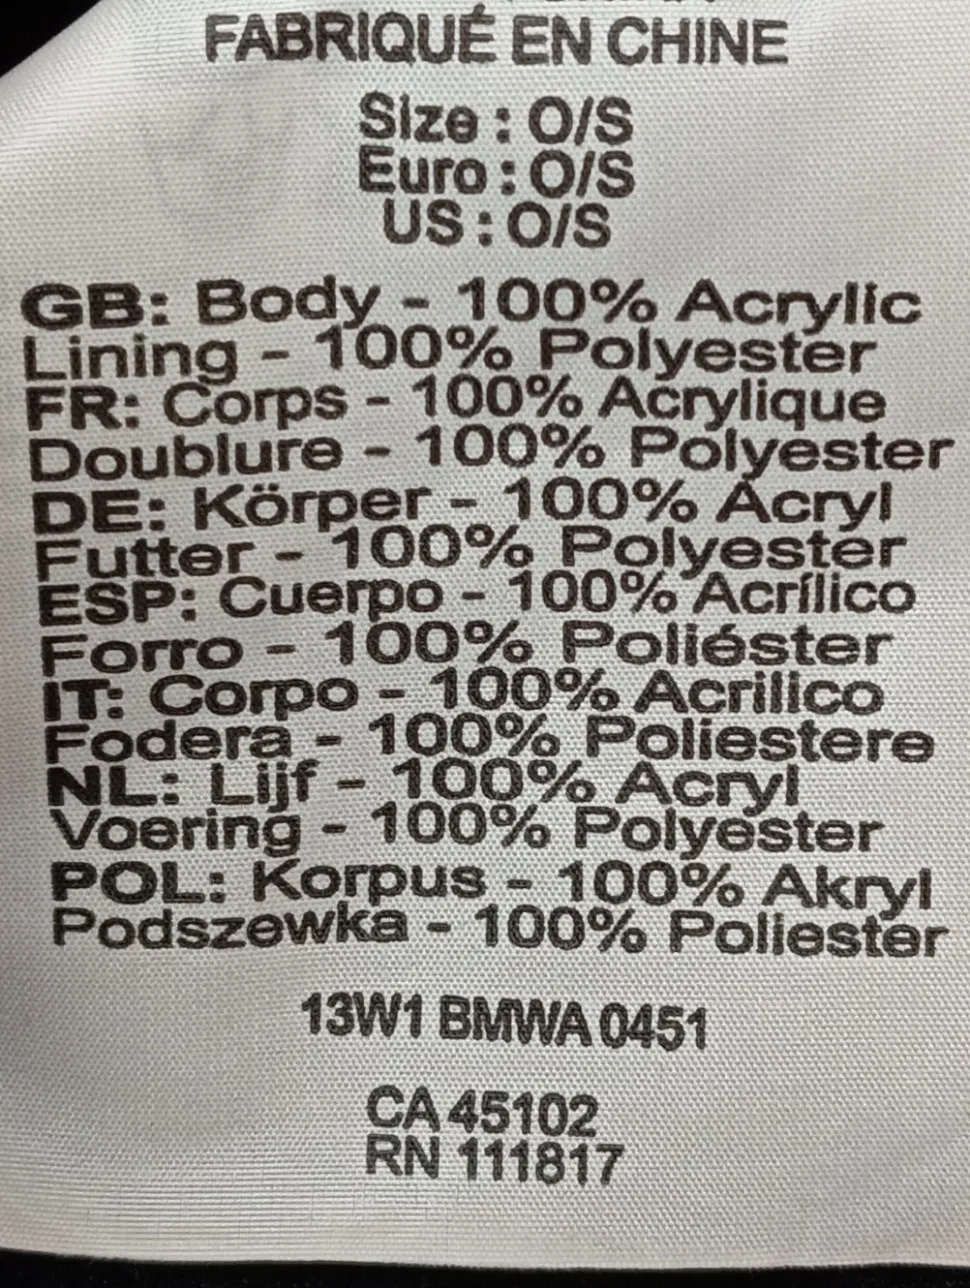 FABRIQUÉ EN CHINE
Size : O/S
Euro : O/S
US : O/S
GB: Body - 100% Acrylic
Lining - 100% Polyester
FR: Corps - 100% Acrylique
Doublure - 100% Polyester
DE: Körper - 100% Acryl
Futter - 100% Polyester
ESP: Cuerpo - 100% Acrílico
Forro - 100% Poliéster
IT: Corpo - 100% Acrilico
Fodera - 100% Poliestere
NL: Lijf - 100% Acryl
Voering - 100% Polyester
POL: Korpus - 100% Akryl
Podszewka - 100% Poliester
13W1 BMWA 0451
CA 45102
RN 111817